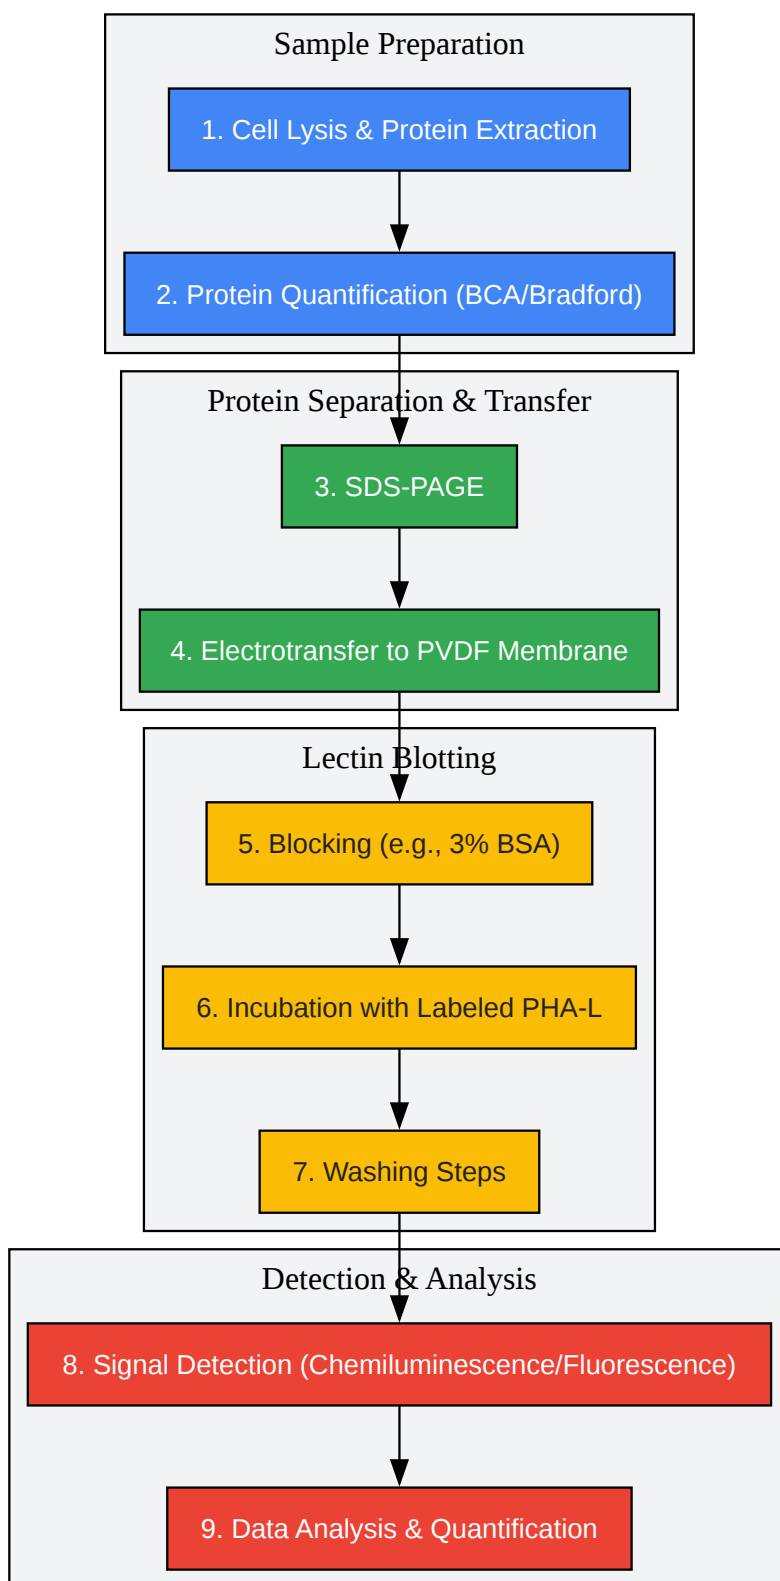 Sample Preparation
1. Cell Lysis & Protein Extraction
2. Protein Quantification (BCA/Bradford)
Protein Separation & Transfer
3. SDS-PAGE
4. Electrotransfer to PVDF Membrane
Lectin Blotting
5. Blocking (e.g., 3% BSA)
6. Incubation with Labeled PHA-L
7. Washing Steps
Detection & Analysis
8. Signal Detection (Chemiluminescence/Fluorescence)
9. Data Analysis & Quantification